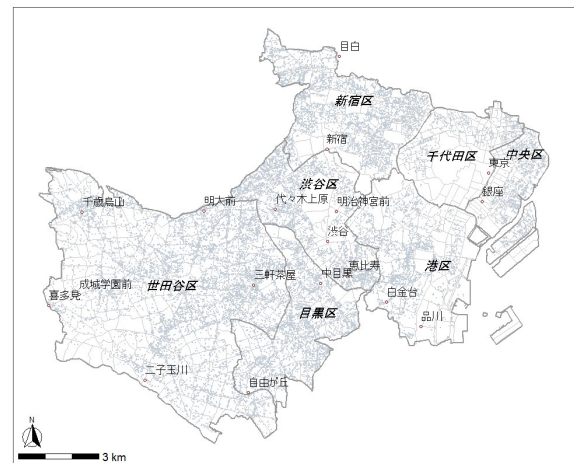 目白
新宿区
新宿
千代田区
中央区
東京
渋谷区
銀座
千歳烏山
明大前
代々木上原
明治神宮前
渋谷
港区
成城学園前
世田谷区
三軒茶屋
中目黒
恵比寿
喜多見
白金台
目黒区
品川
二子玉川
自由が丘
N
3 km